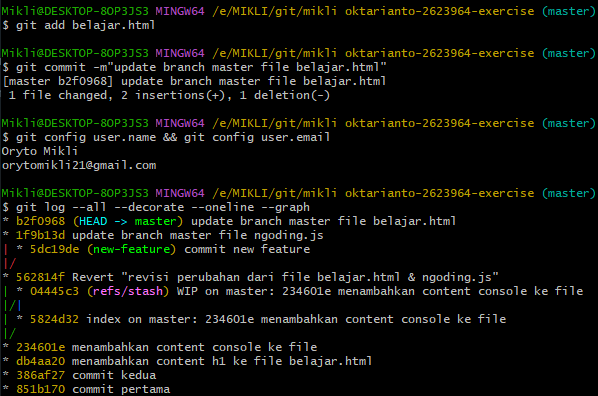 Mikli@DESKTOP-8OP3JS3 MINGW64 /e/MIKLI/git/mikli oktarianto-2623964-exercise (master)
$ git add belajar.html

Mikli@DESKTOP-8OP3JS3 MINGW64 /e/MIKLI/git/mikli oktarianto-2623964-exercise (master)
$ git commit -m"update branch master file belajar.html"
[master b2f0968] update branch master file belajar.html
 1 file changed, 2 insertions(+), 1 deletion(-)

Mikli@DESKTOP-8OP3JS3 MINGW64 /e/MIKLI/git/mikli oktarianto-2623964-exercise (master)
$ git config user.name && git config user.email
Oryto Mikli
orytomikli21@gmail.com

Mikli@DESKTOP-8OP3JS3 MINGW64 /e/MIKLI/git/mikli oktarianto-2623964-exercise (master)
$ git log --all --decorate --oneline --graph
* b2f0968 (HEAD -> master) update branch master file belajar.html
* 1f9b13d update branch master file ngoding.js
| * 5dc19de (new-feature) commit new feature
|/
* 562814f Revert "revisi perubahan dari file belajar.html & ngoding.js"
| * 04445c3 (refs/stash) WIP on master: 234601e menambahkan content console ke file
|/|
| * 5824d32 index on master: 234601e menambahkan content console ke file
|/
* 234601e menambahkan content console ke file
* db4aa20 menambahkan content h1 ke file belajar.html
* 386af27 commit kedua
* 851b170 commit pertama